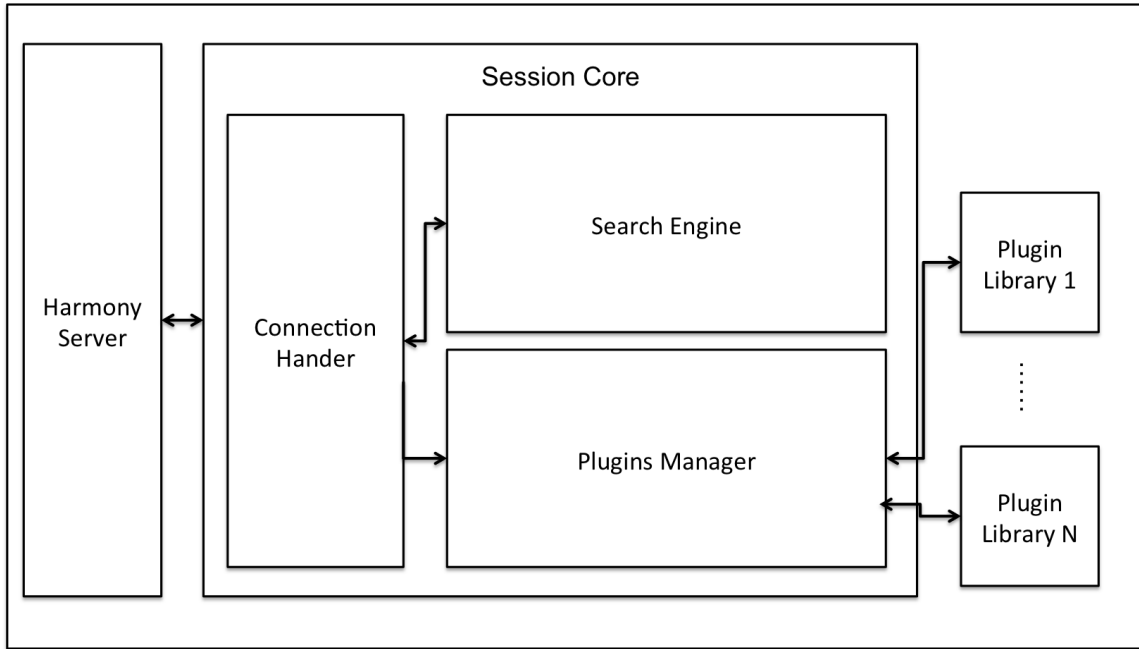 Session Core
Harmony
Server
Connection
Hander
Search Engine
Plugins Manager
Plugin
Library 1
Plugin
Library N